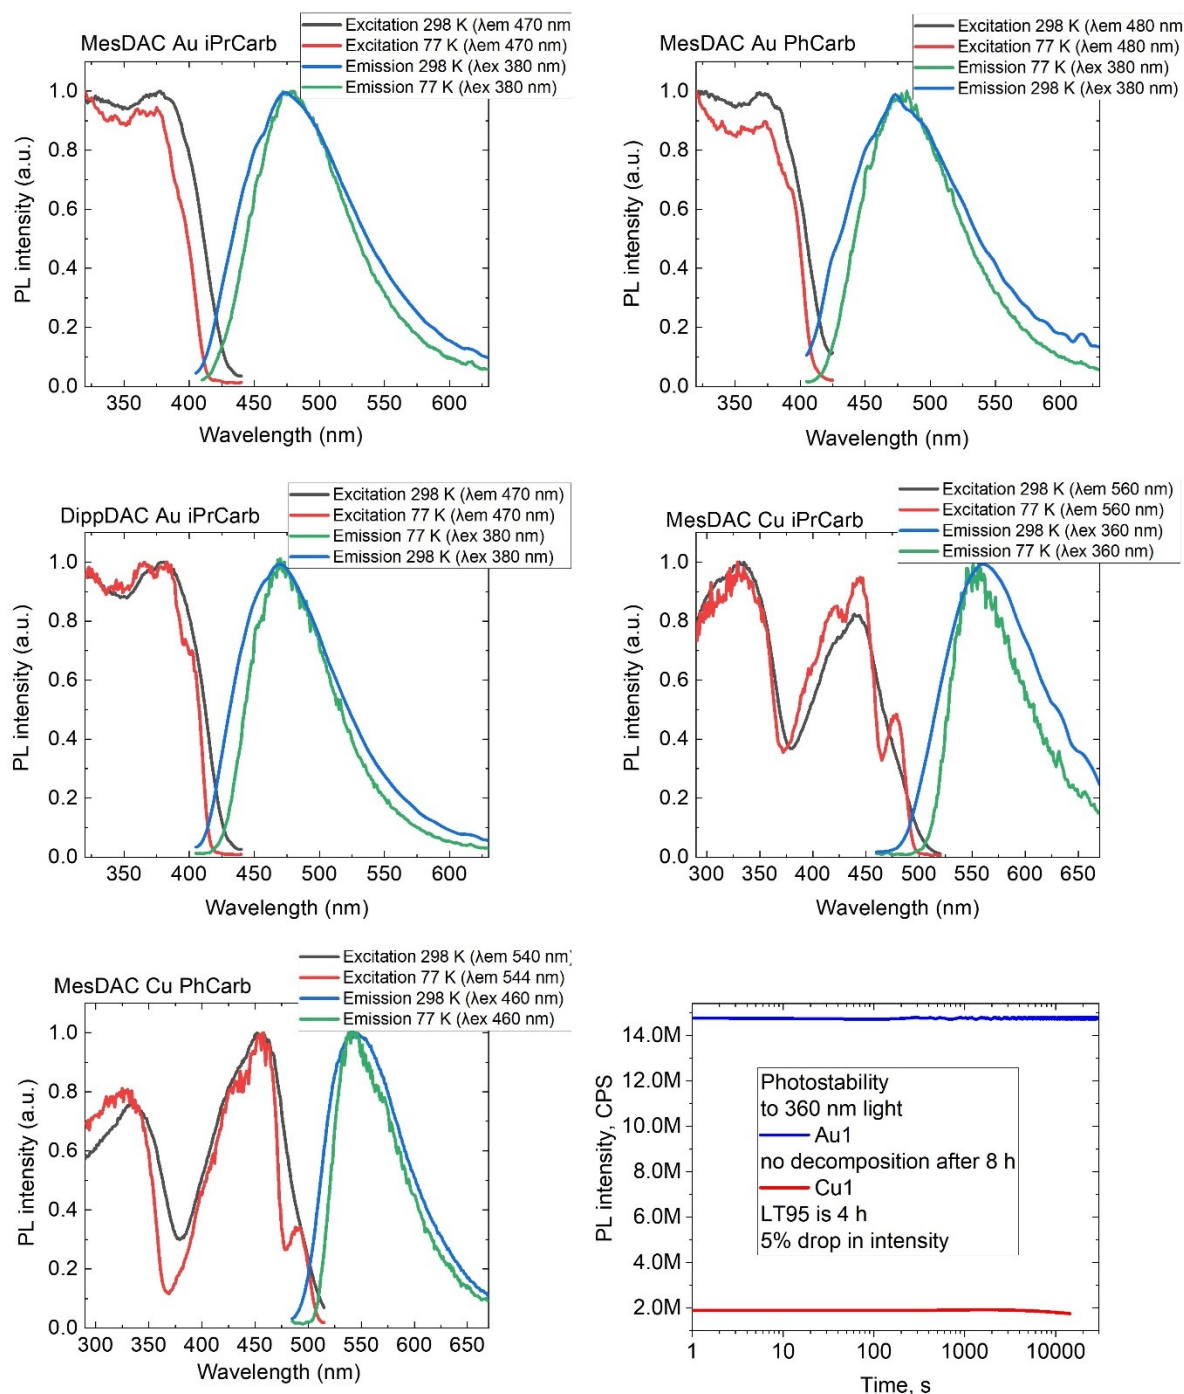 MesDAC Au iPrCarb
Excitation 298 K (λem 470 nm
Excitation 77 K (λem 470 nm)
Emission 298 K (λex 380 nm)
Emission 77 K (λex 380 nm)
PL intensity (a.u.)
1.0
0.8
0.6
0.4
0.2
0.0
350 400 450 500 550 600
Wavelength (nm)
MesDAC Au PhCarb
Excitation 298 K (λem 480 nm
Excitation 77 K (λem 480 nm)
Emission 77 K (λex 380 nm)
Emission 298 K (λex 380 nm)
PL intensity (a.u.)
1.0
0.8
0.6
0.4
0.2
0.0
350 400 450 500 550 600
Wavelength (nm)
DippDAC Au iPrCarb
Excitation 298 K (λem 470 nm)
Excitation 77 K (λem 470 nm)
Emission 77 K (λex 380 nm)
Emission 298 K (λex 380 nm)
PL intensity (a.u.)
1.0
0.8
0.6
0.4
0.2
0.0
350 400 450 500 550 600
Wavelength (nm)
MesDAC Cu iPrCarb
Excitation 298 K (λem 560 nm)
Excitation 77 K (λem 560 nm)
Emission 298 K (λex 360 nm)
Emission 77 K (λex 360 nm)
PL intensity (a.u.)
1.0
0.8
0.6
0.4
0.2
0.0
300 350 400 450 500 550 600 650
Wavelength (nm)
MesDAC Cu PhCarb
Excitation 298 K (λem 540 nm)
Excitation 77 K (λem 544 nm)
Emission 298 K (λex 460 nm)
Emission 77 K (λex 460 nm)
PL intensity (a.u.)
1.0
0.8
0.6
0.4
0.2
0.0
300 350 400 450 500 550 600 650
Wavelength (nm)
PL intensity, CPS
14.0M
12.0M
10.0M
8.0M
6.0M
4.0M
2.0M
Photostability
to 360 nm light
Au1
no decomposition after 8 h
Cu1
LT95 is 4 h
5% drop in intensity
1 10 100 1000 10000
Time, s